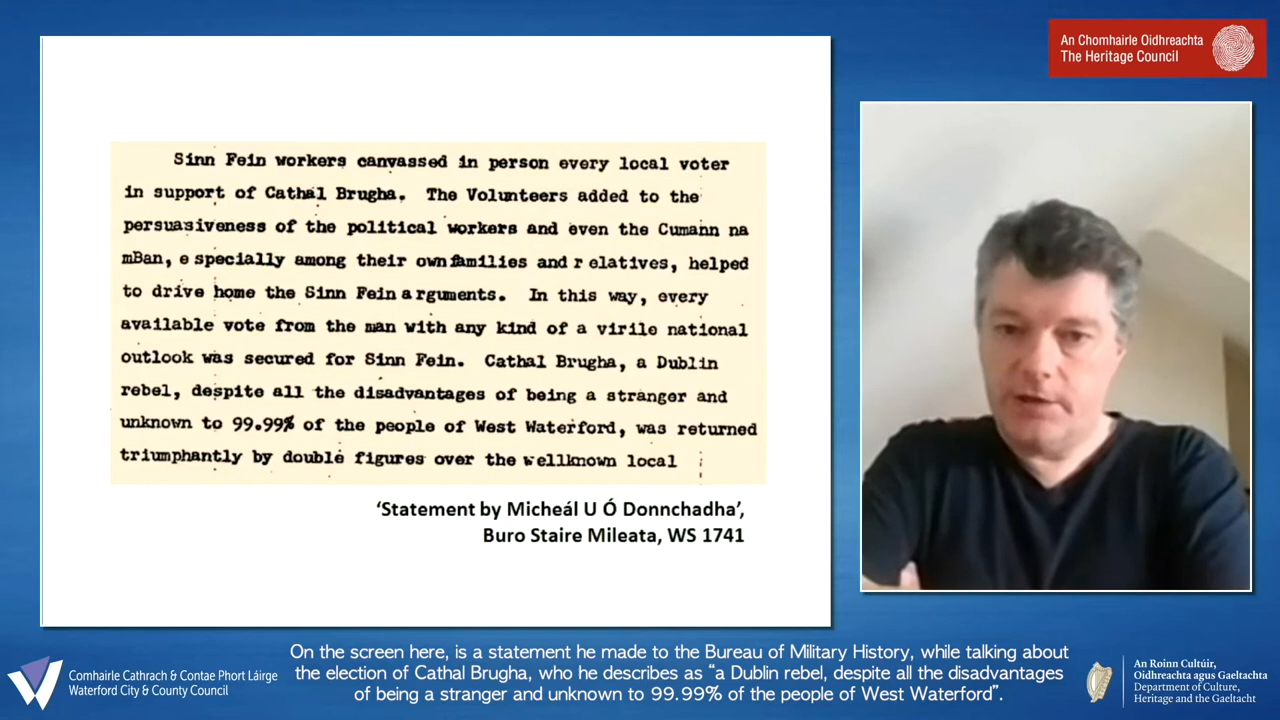 An Chomhairle Oidhreachta
The Heritage Council
Sinn Fein workers canvassed in person every local voter
in support of Cathal Brugha. The Volunteers added to the
persuasiveness of the political workers and even the Cumann na
mBan, e specially among their own families and r elatives, helped
to drive home the Sinn Fein a rguments. In this way, every
available vote from the man with any kind of a virile national
outlook was secured for Sinn Fein. Cathal Brugha, a Dublin
rebel, despite all the disadvantages of being a stranger and
unknown to 99.99% of the people of West Waterford, was returned
triumphantly by double figures over the wellknown local
‘Statement by Micheál U Ó Donnchadha’,
Buro Staire Mileata, WS 1741
On the screen here, is a statement he made to the Bureau of Military History, while talking about
the election of Cathal Brugha, who he describes as “a Dublin rebel, despite all the disadvantages
of being a stranger and unknown to 99.99% of the people of West Waterford”.
Comhairle Cathrach & Contae Phort Láirge
Waterford City & County Council
An Roinn Cultúir,
Oidhreachta agus Gaeltachta
Department of Culture,
Heritage and the Gaeltacht